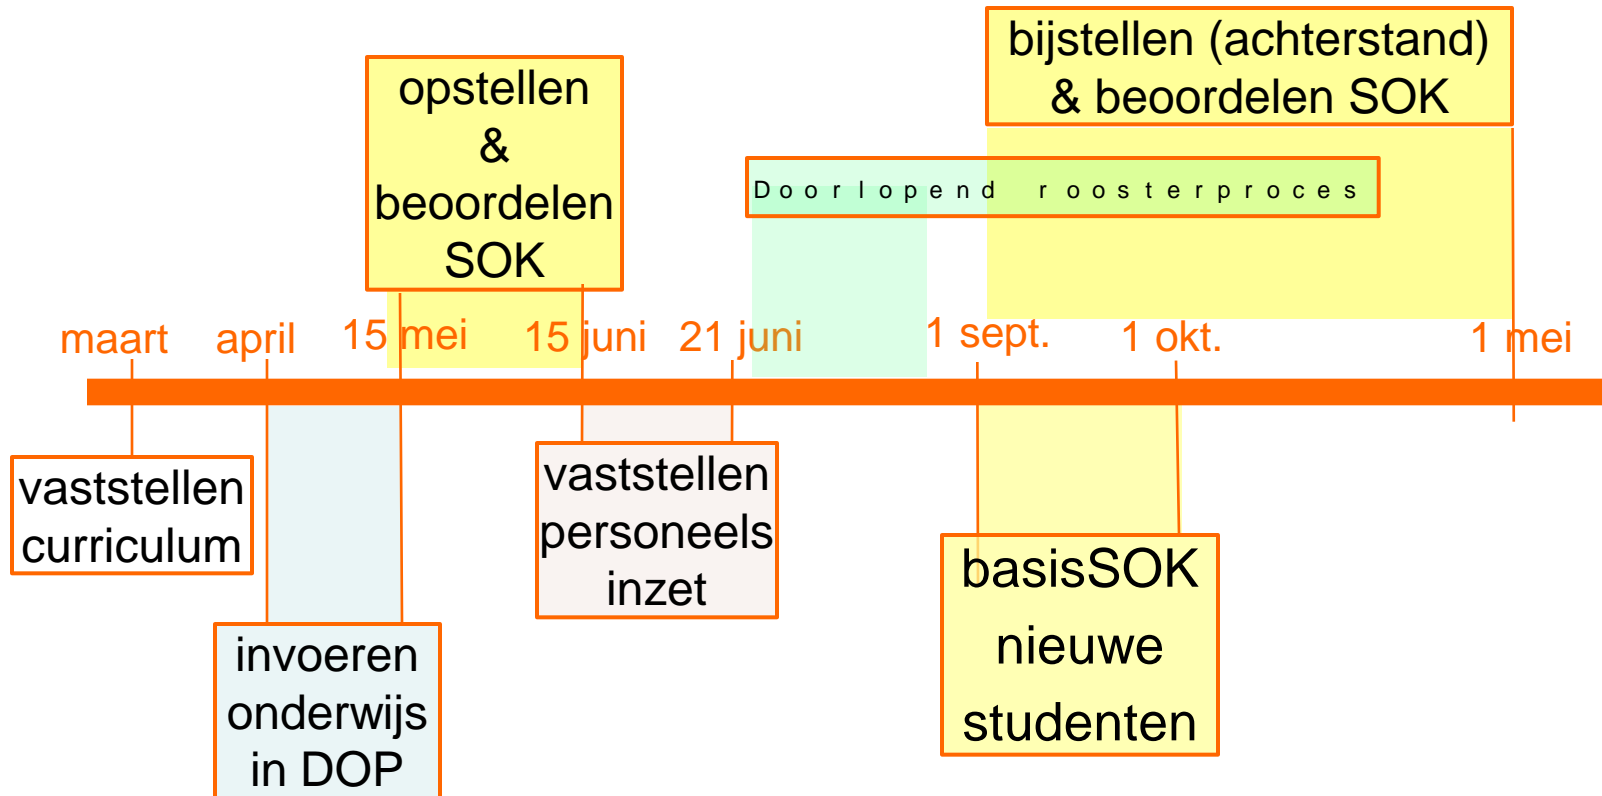 bijstellen (achterstand)
& beoordelen SOK
opstellen
&
beoordelen
SOK
Doorlopend roosterproces
maart april 15 mei 15 juni 21 juni 1 sept. 1 okt. 1 mei
vaststellen
curriculum
vaststellen
personeels
inzet
basisSOK
nieuwe
studenten
invoeren
onderwijs
in DOP